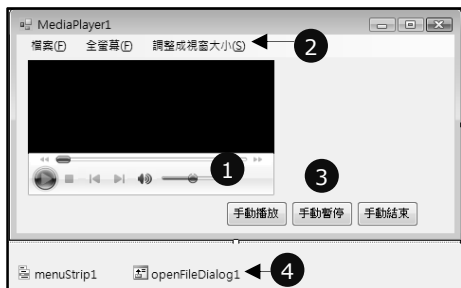 MediaPlayer1
檔案(F) 全螢幕(F) 調整成視窗大小(S)
2
1
3
手動播放 手動暫停 手動結束
menuStrip1 openFileDialog1
4